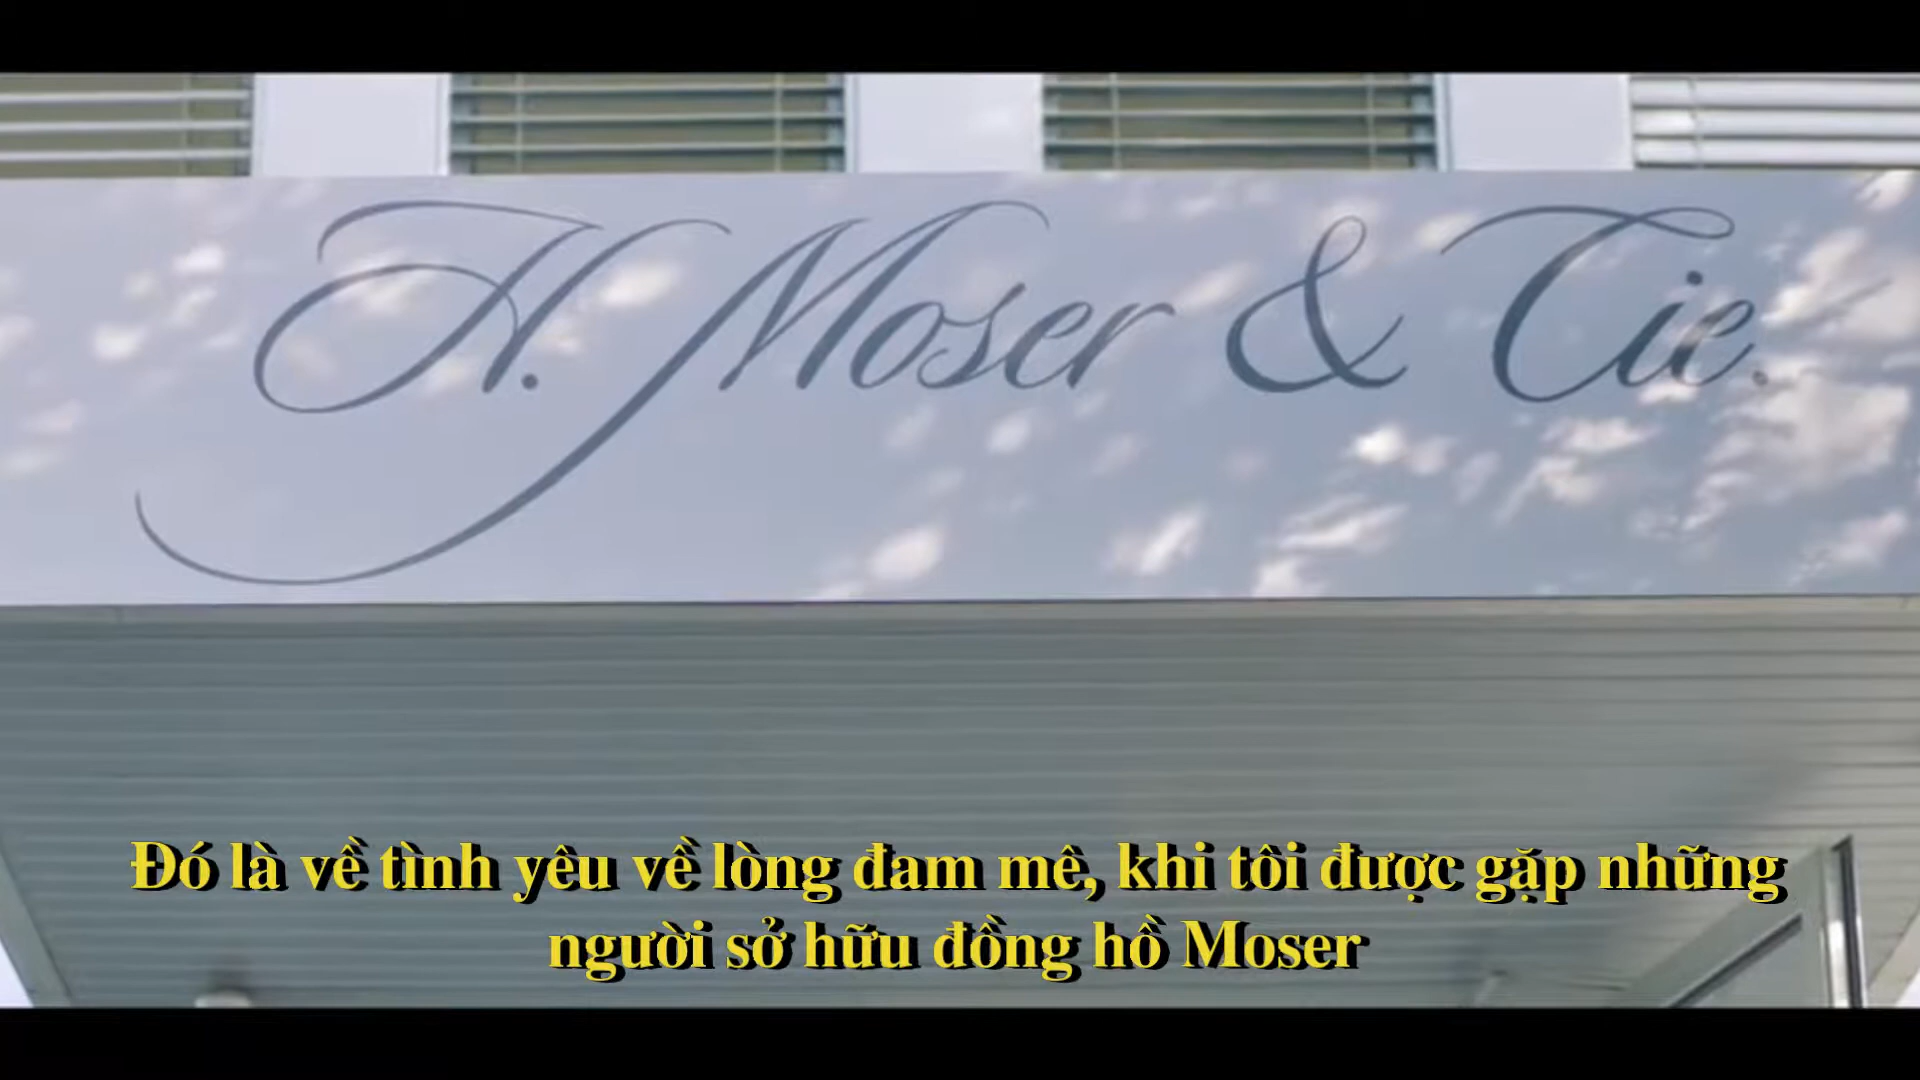 H. Moser & Cie.
Đó là về tình yêu về lòng đam mê, khi tôi được gặp những
người sở hữu đồng hồ Moser